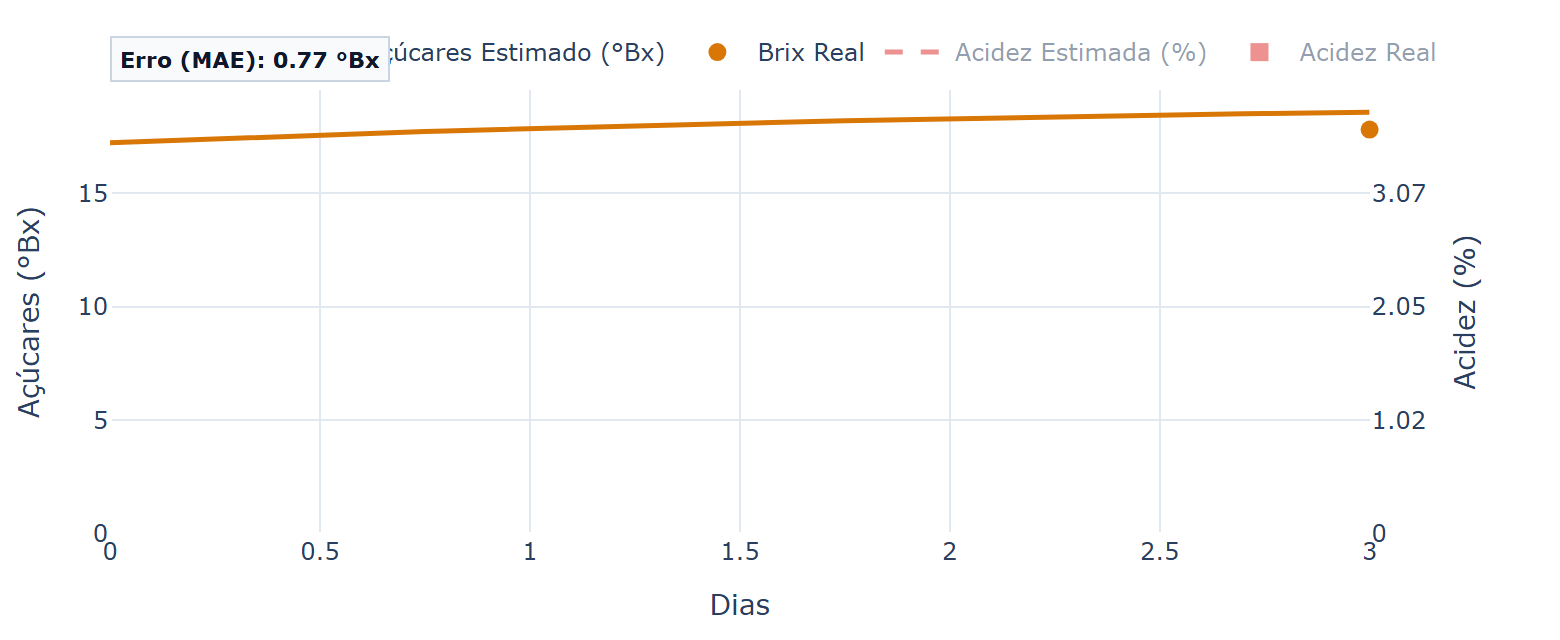 Erro (MAE): 0.77 °Bx
Estimado (°Bx)
Brix Real
Acidez Estimada (%)
Acidez Real
15
10
5
0
Açúcares (°Bx)
3.07
2.05
1.02
0
Acidez (%)
0
0.5
1
1.5
2
2.5
3
Dias